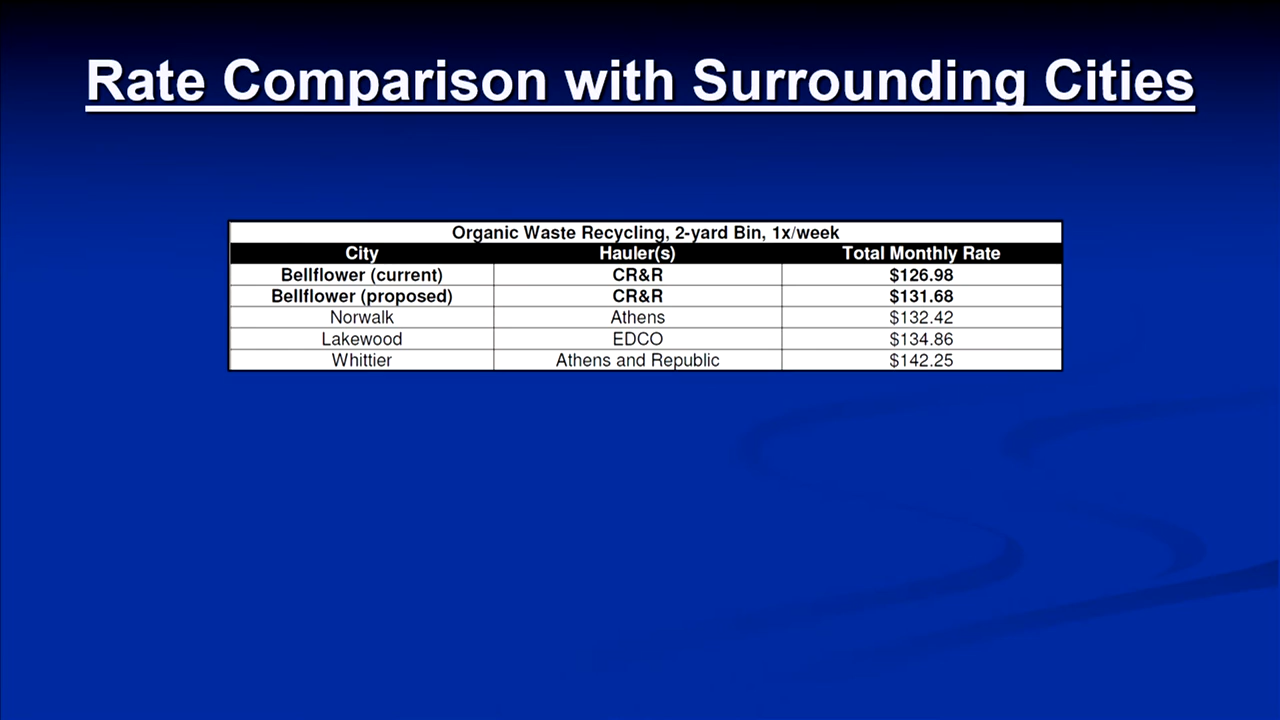 Rate Comparison with Surrounding Cities
Organic Waste Recycling, 2-yard Bin, 1x/week
City Hauler(s) Total Monthly Rate
Bellflower (current) CR&R $126.98
Bellflower (proposed) CR&R $131.68
Norwalk Athens $132.42
Lakewood EDCO $134.86
Whittier Athens and Republic $142.25